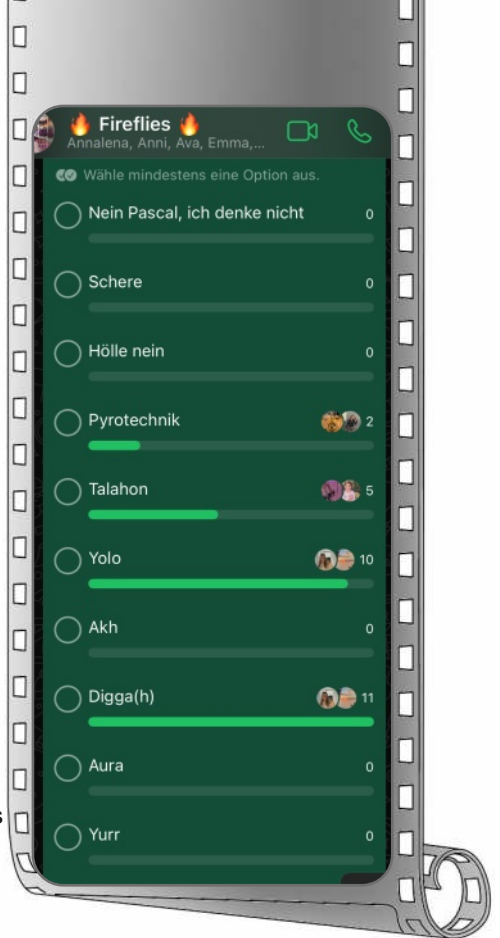 🔥 Fireflies 🔥
Annalena, Anni, Ava, Emma,...
Wähle mindestens eine Option aus.
Nein Pascal, ich denke nicht 0
Schere 0
Hölle nein 0
Pyrotechnik 2
Talahon 5
Yolo 10
Akh 0
Digga(h) 11
Aura 0
Yurr 0
s